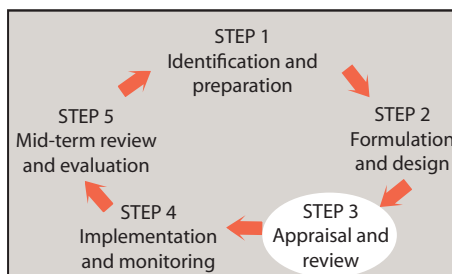 STEP 1
Identification and
preparation
STEP 2
Formulation
and design
STEP 3
Appraisal and
review
STEP 4
Implementation
and monitoring
STEP 5
Mid-term review
and evaluation